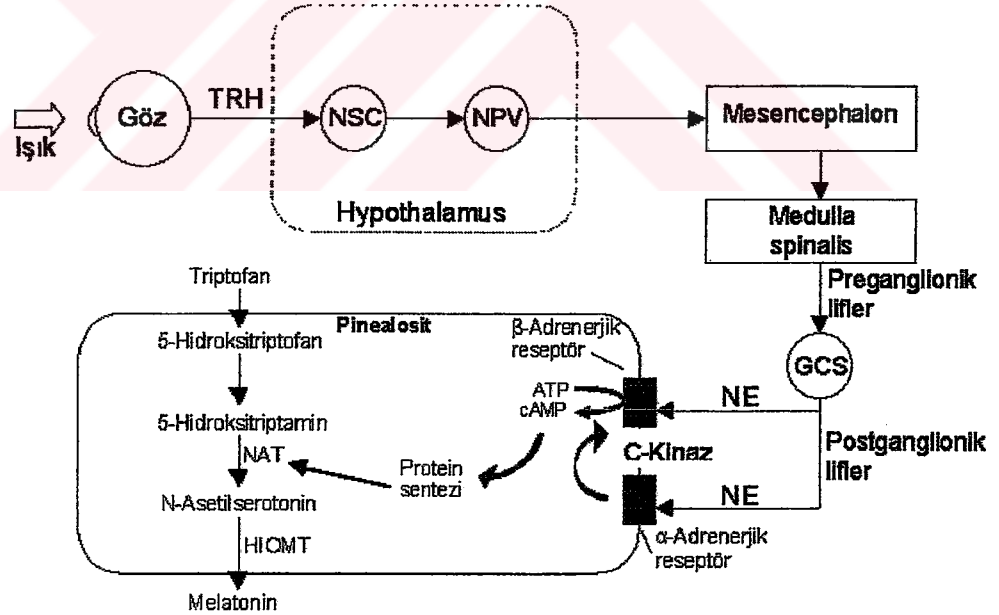 Işık
Göz
TRH
NSC
NPV
Hypothalamus
Mesencephalon
Medulla
spinalis
Preganglionik
lifler
GCS
Postganglionik
lifler
NE
NE
Triptofan
Pinealosit
5-Hidroksitriptofan
5-Hidroksitriptamin
NAT
N-Asetilserotonin
HIOMT
Melatonin
Protein
sentezi
ATP
cAMP
β-Adrenerjik
reseptör
C-Kinaz
α-Adrenerjik
reseptör